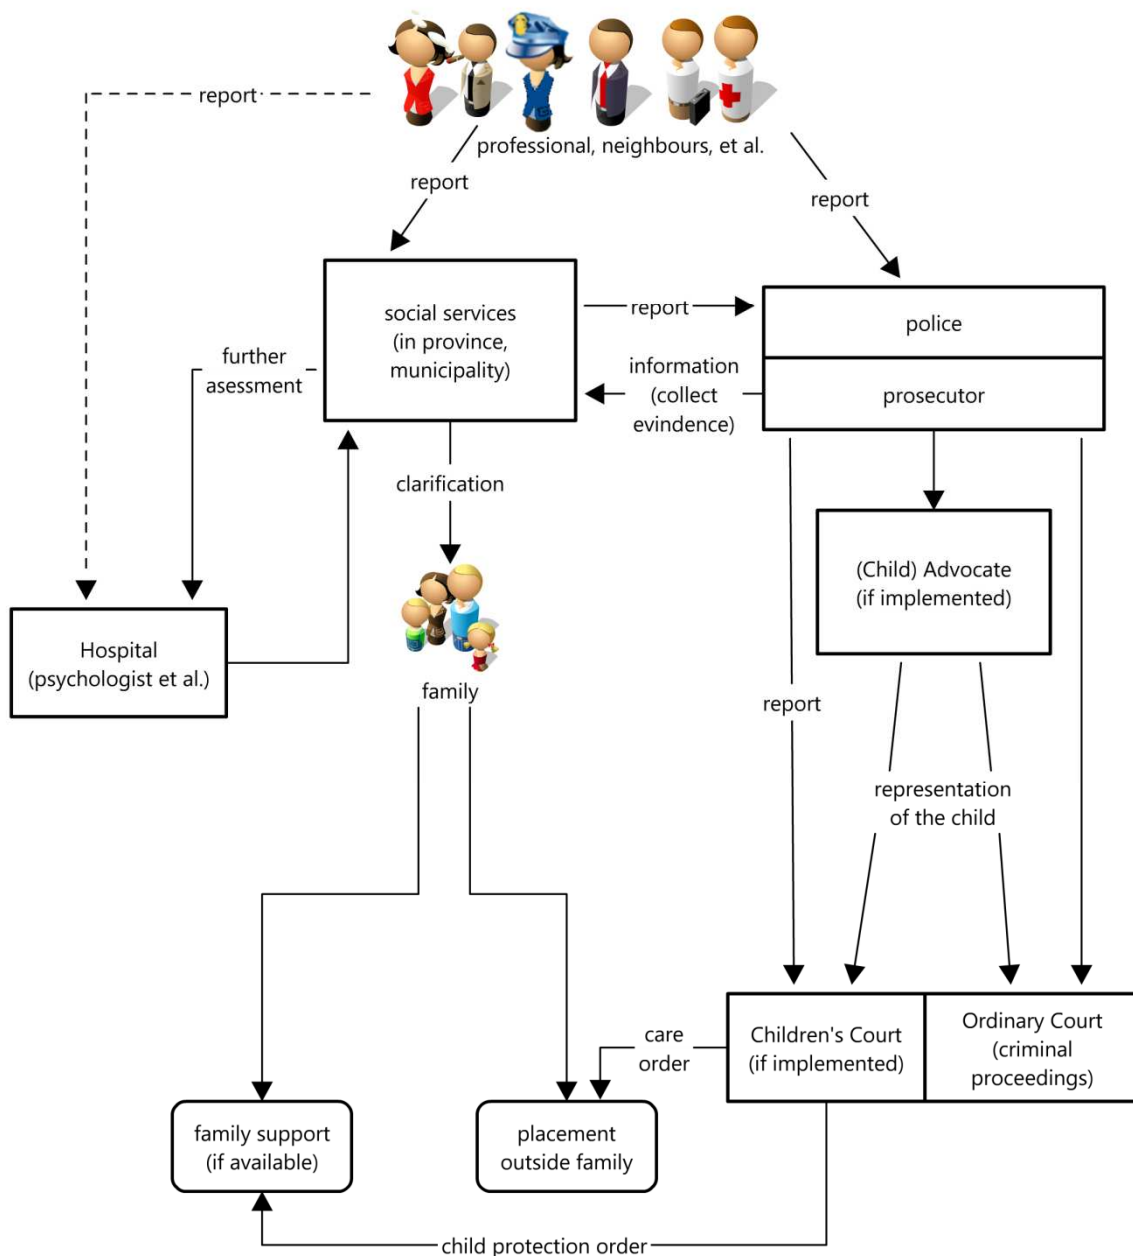 report
professional, neighbours, et al.
report
report
social services
(in province,
municipality)
report
police
further
asessment
information
(collect
evindence)
prosecutor
clarification
(Child) Advocate
(if implemented)
Hospital
(psychologist et al.)
family
report
representation
of the child
care
order
Children's Court
(if implemented)
Ordinary Court
(criminal
proceedings)
family support
(if available)
placement
outside family
child protection order